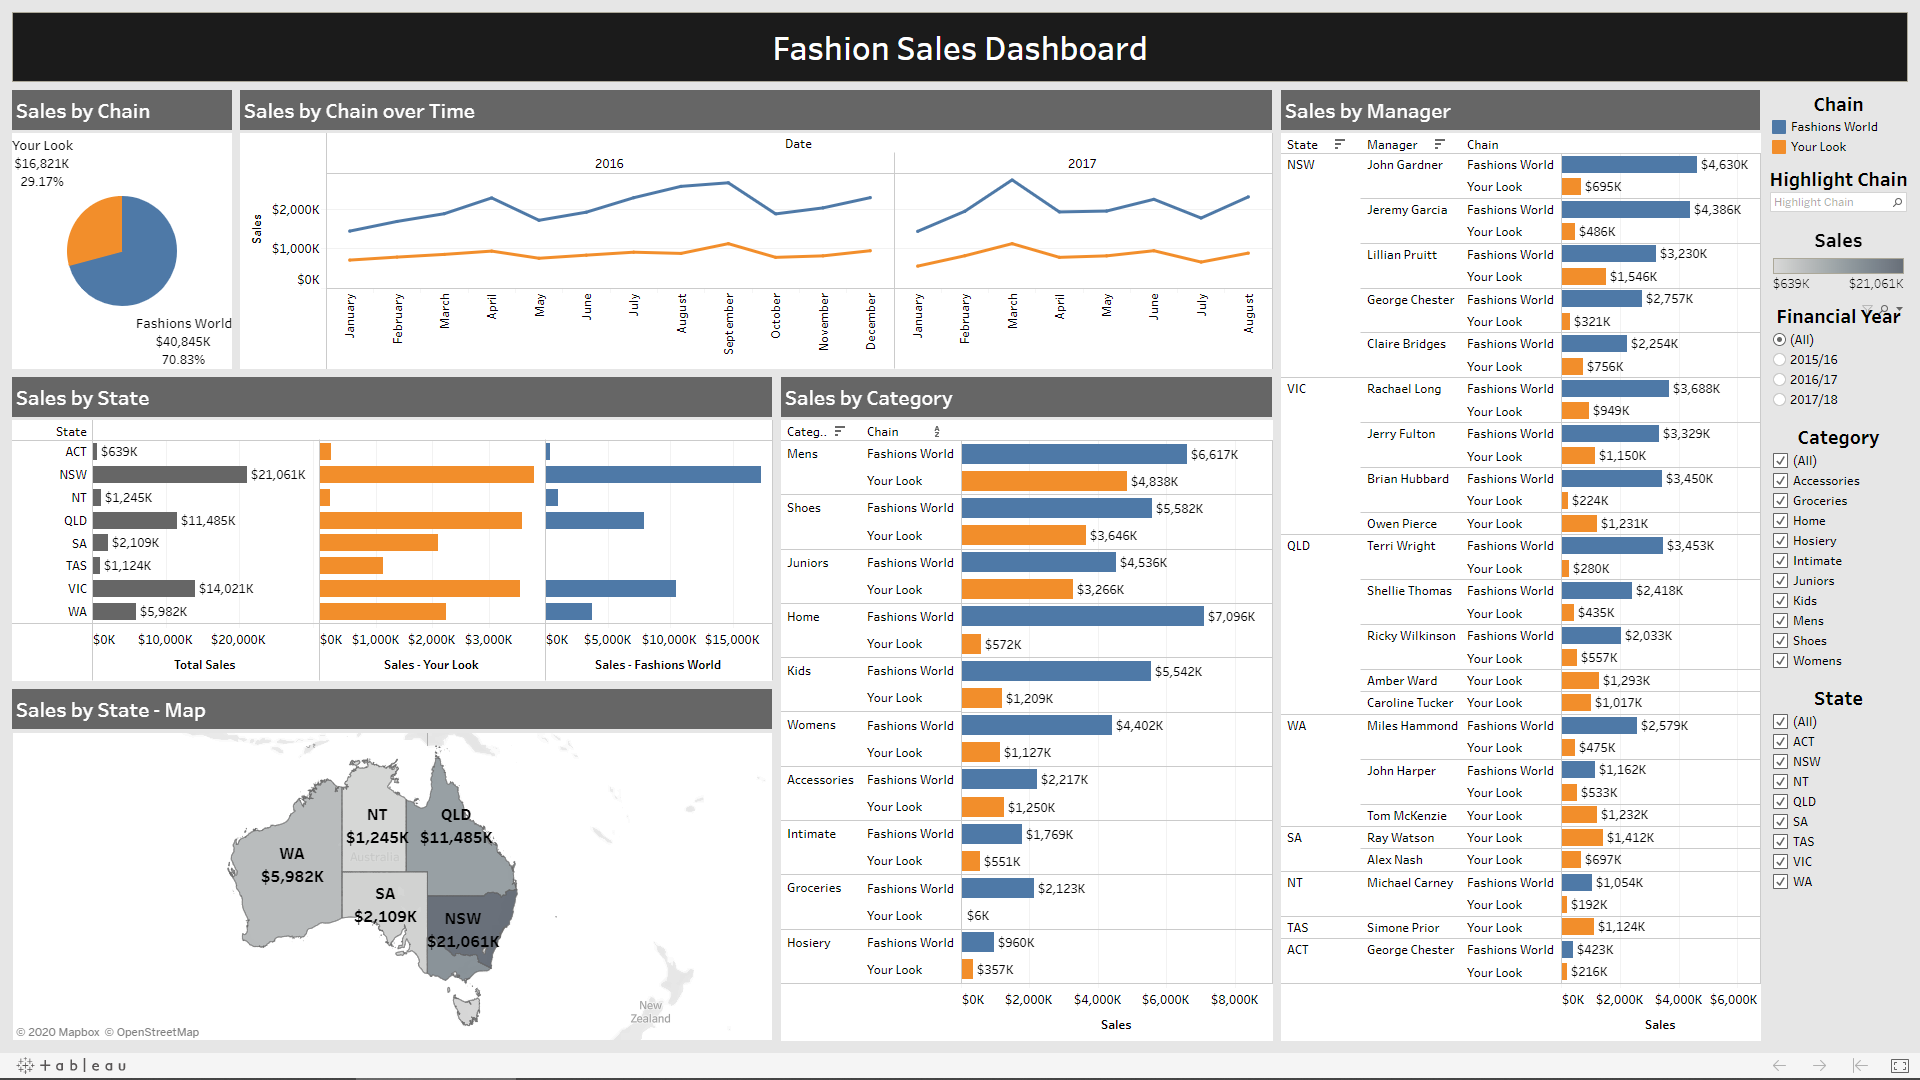 Fashion Sales Dashboard
Sales by Chain
Your Look
$16,821K
29.17%
Fashions World
$40,845K
70.83%
Sales by Chain over Time
Date
2016 2017
Sales
$2,000K
$1,000K
$0K
January February March April May June July August September October November December January February March April May June July August
Sales by State
State
ACT $639K
NSW $21,061K
NT $1,245K
QLD $11,485K
SA $2,109K
TAS $1,124K
VIC $14,021K
WA $5,982K
$0K $10,000K $20,000K $0K $1,000K $2,000K $3,000K $0K $5,000K $10,000K $15,000K
Total Sales Sales - Your Look Sales - Fashions World
Sales by State - Map
NT
$1,245K
Australia
QLD
$11,485K
WA
$5,982K
SA
$2,109K
NSW
$21,061K
New
Zealand
© 2020 Mapbox © OpenStreetMap
Sales by Category
Categ.. Chain
Mens Fashions World $6,617K
Your Look $4,838K
Shoes Fashions World $5,582K
Your Look $3,646K
Juniors Fashions World $4,536K
Your Look $3,266K
Home Fashions World $7,096K
Your Look $572K
Kids Fashions World $5,542K
Your Look $1,209K
Womens Fashions World $4,402K
Your Look $1,127K
Accessories Fashions World $2,217K
Your Look $1,250K
Intimate Fashions World $1,769K
Your Look $551K
Groceries Fashions World $2,123K
Your Look $6K
Hosiery Fashions World $960K
Your Look $357K
$0K $2,000K $4,000K $6,000K $8,000K
Sales
Sales by Manager
State Manager Chain
NSW John Gardner Fashions World $4,630K
Your Look $695K
Jeremy Garcia Fashions World $4,386K
Your Look $486K
Lillian Pruitt Fashions World $3,230K
Your Look $1,546K
George Chester Fashions World $2,757K
Your Look $321K
Claire Bridges Fashions World $2,254K
Your Look $756K
VIC Rachael Long Fashions World $3,688K
Your Look $949K
Jerry Fulton Fashions World $3,329K
Your Look $1,150K
Brian Hubbard Fashions World $3,450K
Your Look $224K
Owen Pierce Your Look $1,231K
QLD Terri Wright Fashions World $3,453K
Your Look $280K
Shellie Thomas Fashions World $2,418K
Your Look $435K
Ricky Wilkinson Fashions World $2,033K
Your Look $557K
Amber Ward Your Look $1,293K
Caroline Tucker Your Look $1,017K
WA Miles Hammond Fashions World $2,579K
Your Look $475K
John Harper Fashions World $1,162K
Your Look $533K
Tom McKenzie Your Look $1,232K
SA Ray Watson Your Look $1,412K
Alex Nash Your Look $697K
NT Michael Carney Fashions World $1,054K
Your Look $192K
TAS Simone Prior Your Look $1,124K
ACT George Chester Fashions World $423K
Your Look $216K
$0K $2,000K $4,000K $6,000K
Sales
Chain
Fashions World
Your Look
Highlight Chain
Highlight Chain
Sales
$639K $21,061K
Financial Year
(All)
2015/16
2016/17
2017/18
Category
(All)
Accessories
Groceries
Home
Hosiery
Intimate
Juniors
Kids
Mens
Shoes
Womens
State
(All)
ACT
NSW
NT
QLD
SA
TAS
VIC
WA
+ableau